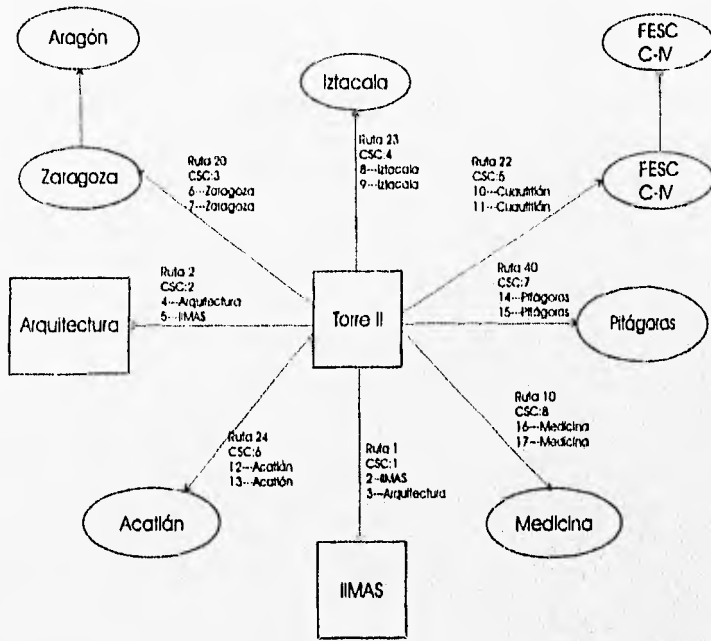 Aragón
Iztacala
FESC
C-IV
Zaragoza
Ruta 20
CSC:3
6---Zaragoza
7---Zaragoza
Ruta 23
CSC:4
8---Iztacala
9---Iztacala
Ruta 22
CSC:5
10---Cuautitlán
11---Cuautitlán
FESC
C-IV
Arquitectura
Ruta 2
CSC:2
4---Arquitectura
5---IIMAS
Torre II
Ruta 40
CSC:7
14---Pitágoras
15---Pitágoras
Pitágoras
Ruta 24
CSC:6
12---Acatlán
13---Acatlán
Ruta 1
CSC:1
2--IIMAS
3---Arquitectura
Ruta 10
CSC:8
16---Medicina
17---Medicina
Acatlán
IIMAS
Medicina